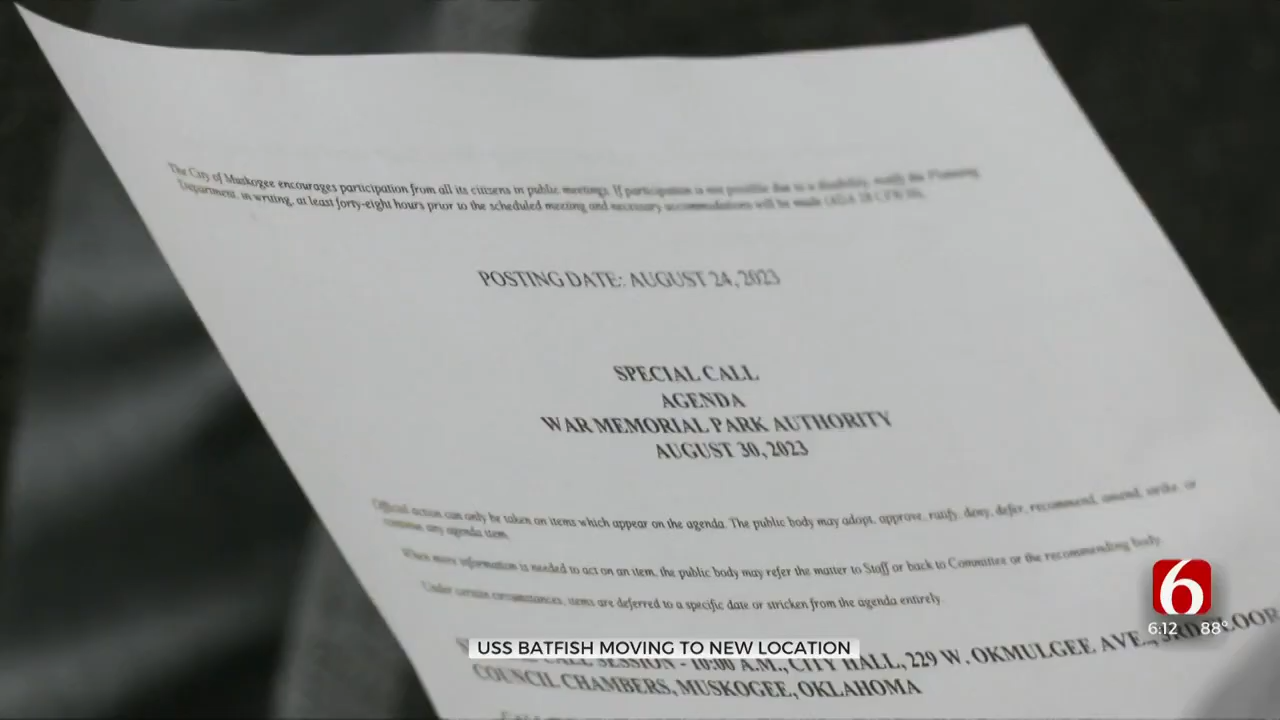 The City of Muskogee encourages participation from all its citizens in public meetings. If participation is not possible due to a disability, notify the Planning
Department, in writing, at least forty-eight hours prior to the scheduled meeting and necessary accommodations will be made
POSTING DATE: AUGUST 24, 2023
SPECIAL CALL
AGENDA
WAR MEMORIAL PARK AUTHORITY
AUGUST 30, 2023
Official action can only be taken on items which appear on the agenda. The public body may adopt, approve, ratify, deny, defer, recommend, amend, strike, or
continue any agenda item.
When more information is needed to act on an item, the public body may refer the matter to Staff or back to Committee or the recommending body.
Under certain circumstances, items are deferred to a specific date or stricken from the agenda entirely.
CALL SESSION - 10:00 A.M., CITY HALL, 229 W. OKMULGEE AVE., 3RD FLOOR
COUNCIL CHAMBERS, MUSKOGEE, OKLAHOMA
6
6:12 88°
USS BATFISH MOVING TO NEW LOCATION